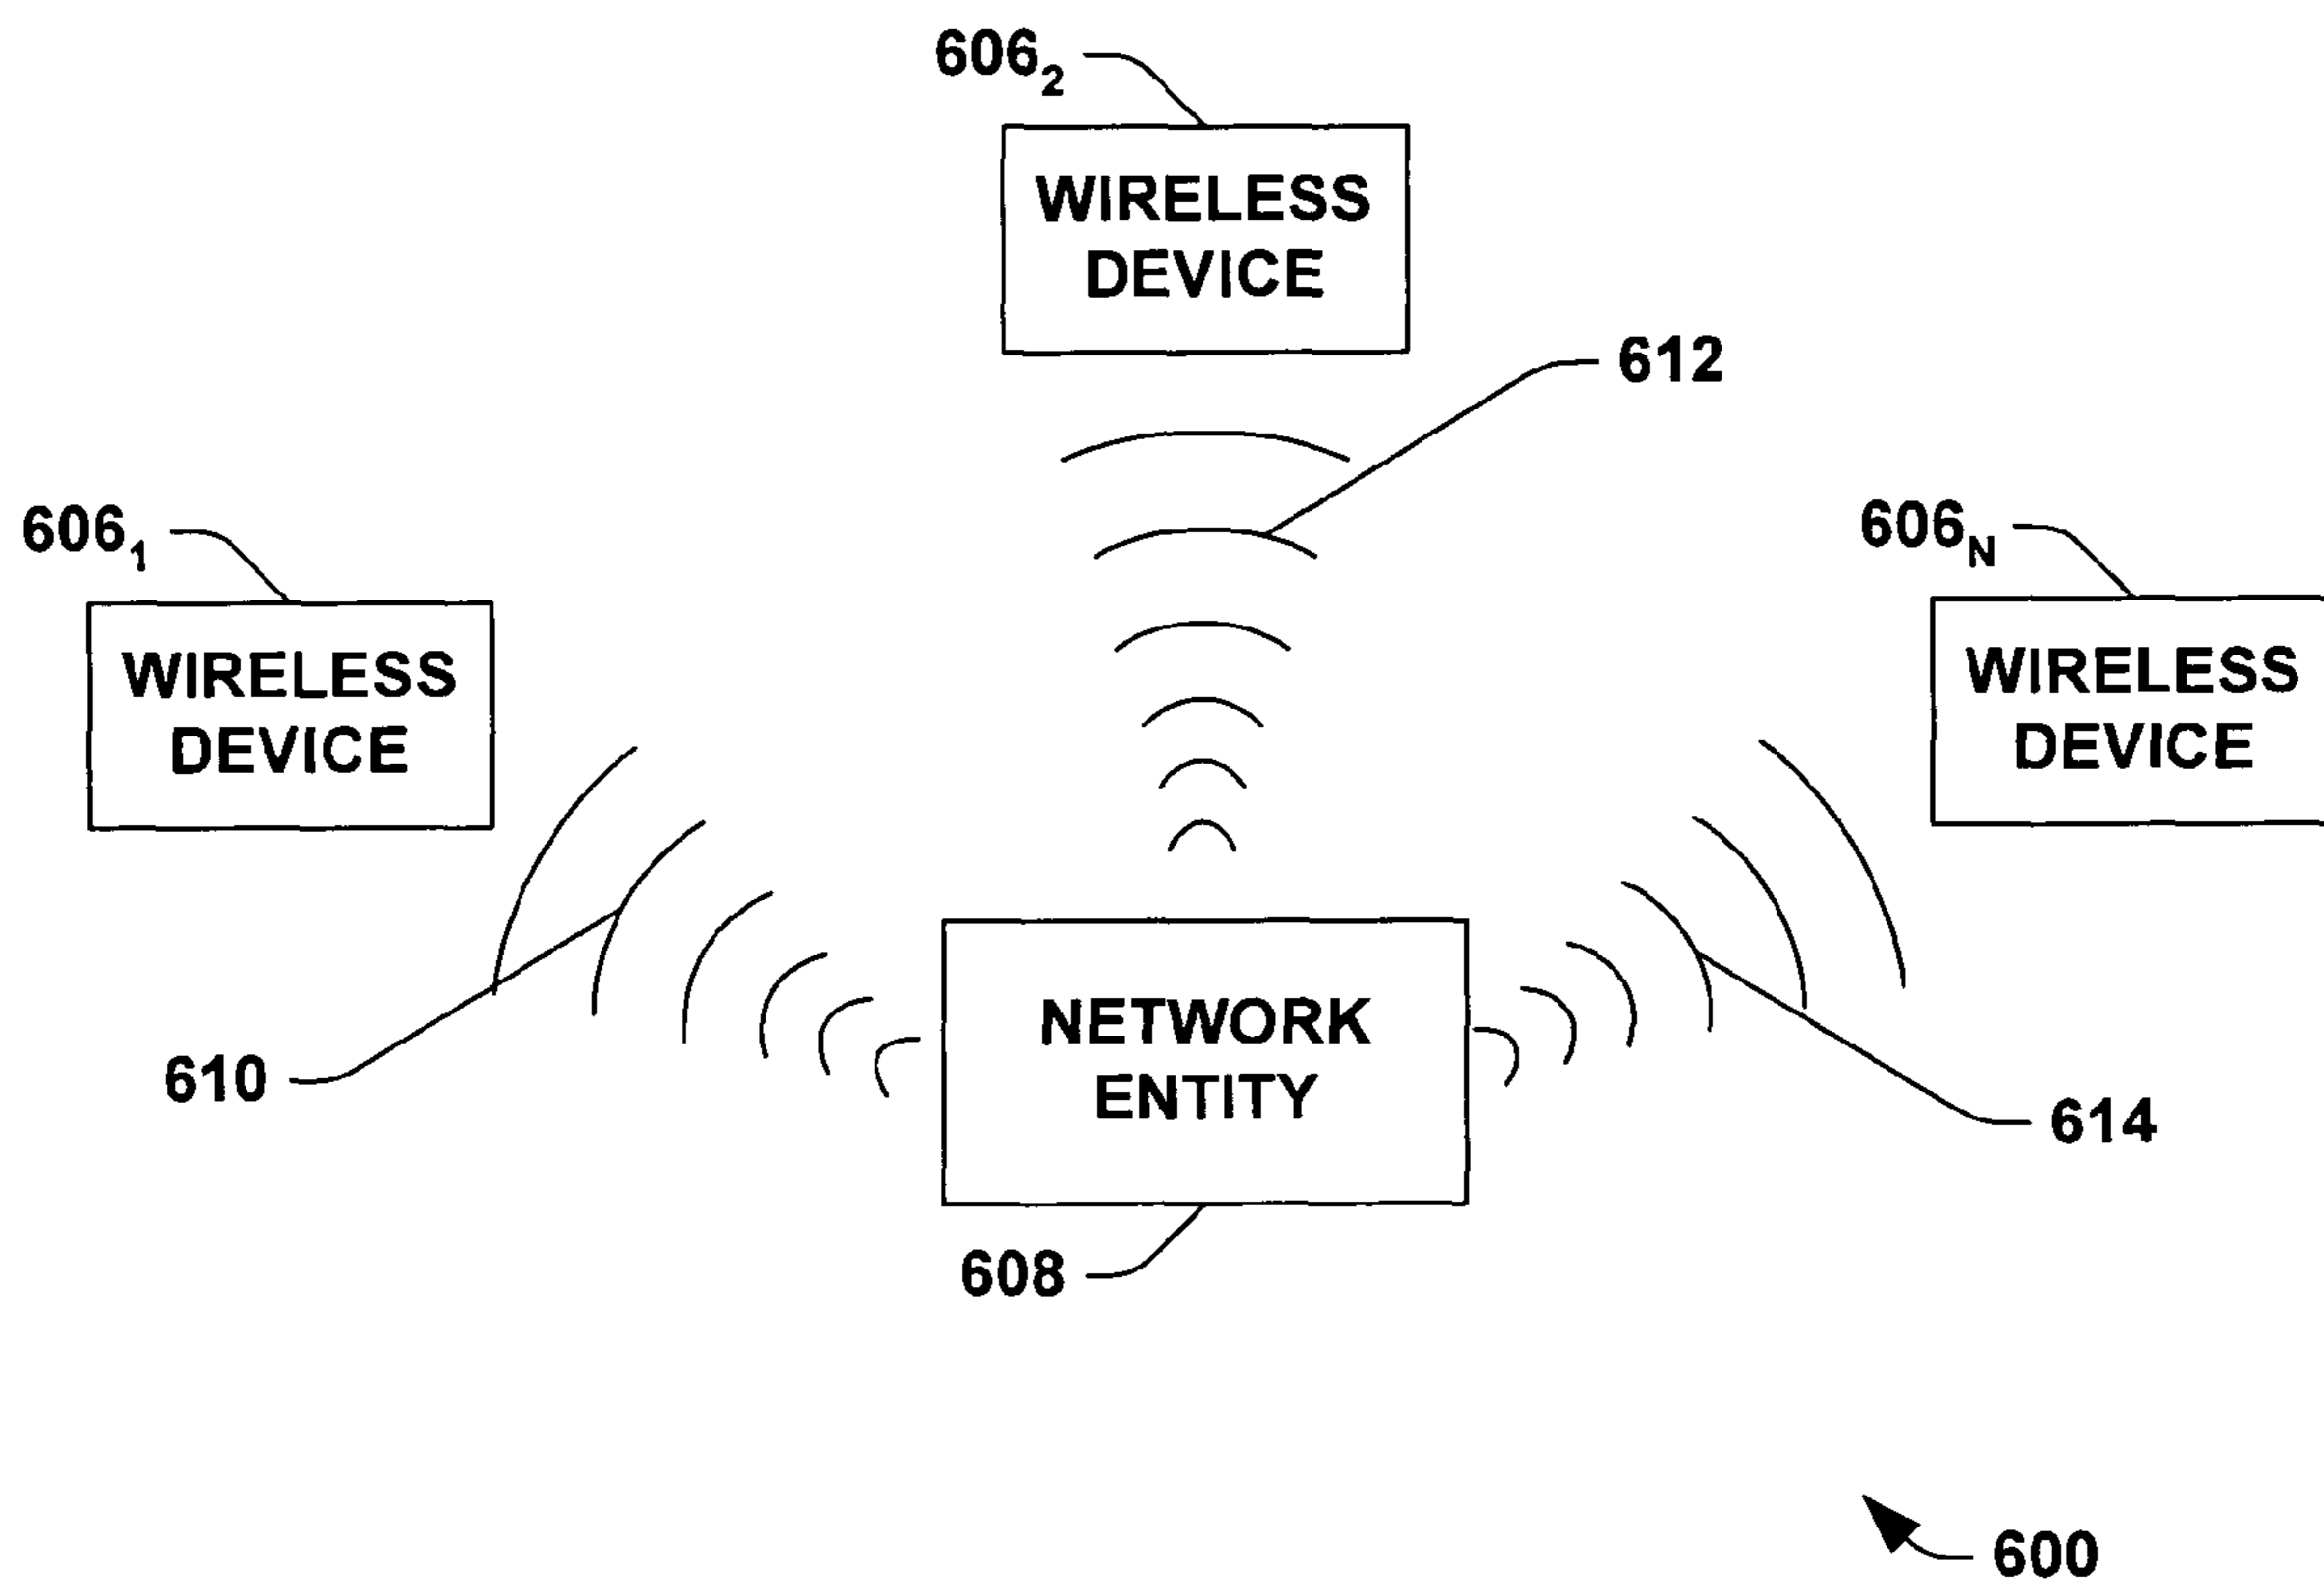 606₂
WIRELESS
DEVICE
612
606₁
WIRELESS
DEVICE
606N
WIRELESS
DEVICE
610
NETWORK
ENTITY
614
608
600